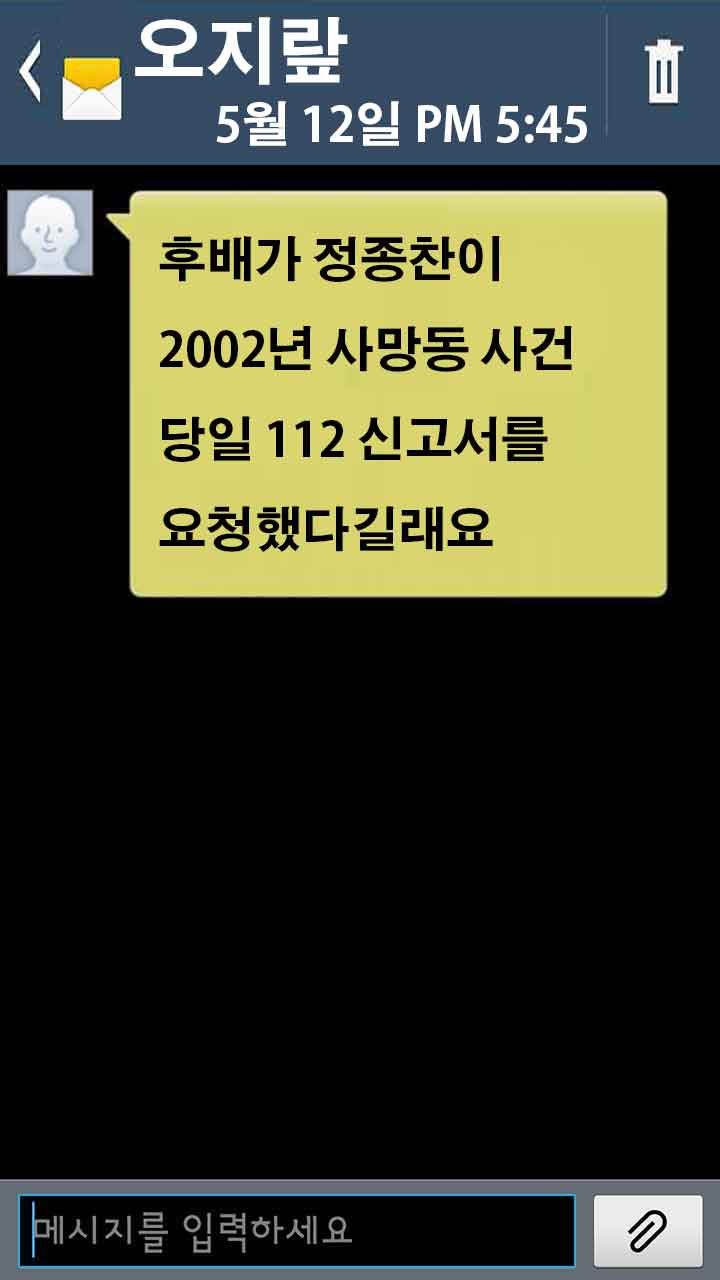 오지랖
5월 12일 PM 5:45
후배가 정종찬이
2002년 사망동 사건
당일 112 신고서를
요청했다길래요
메시지를 입력하세요